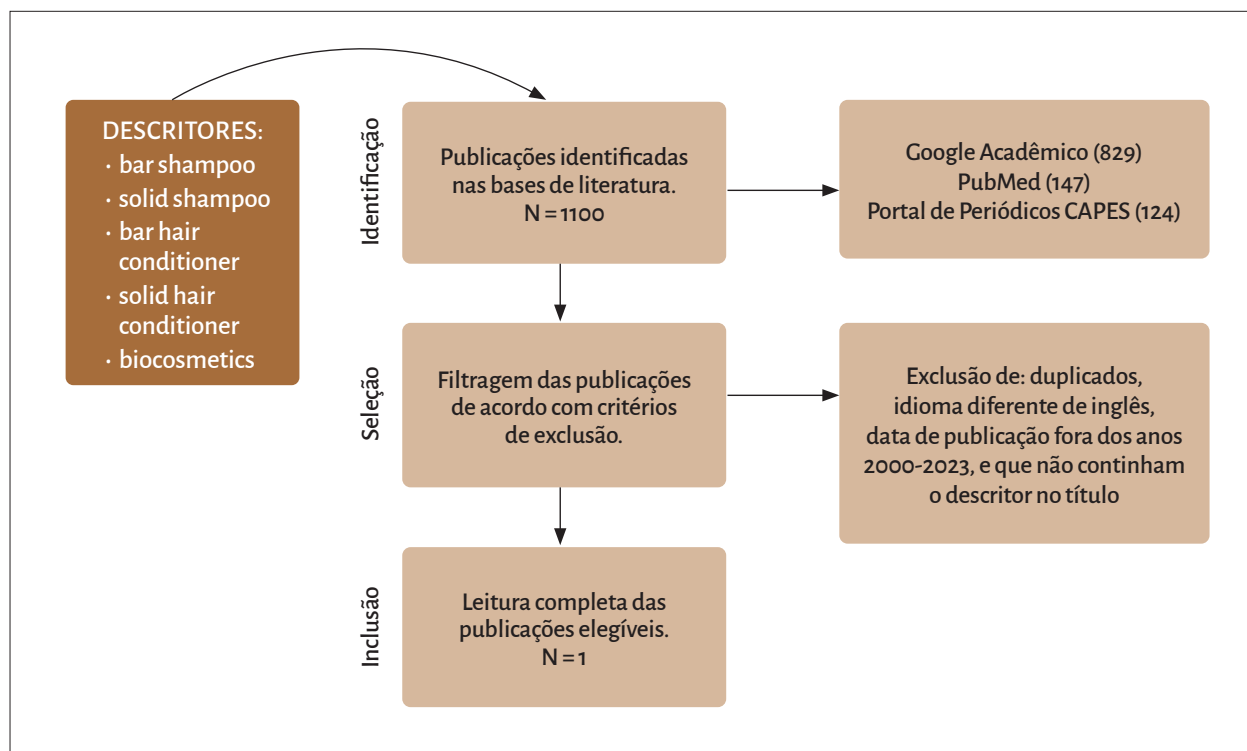 DESCRITORES:
· bar shampoo
· solid shampoo
· bar hair
conditioner
· solid hair
conditioner
· biocosmetics
Identificação
Publicações identificadas
nas bases de literatura.
N = 1100
Google Acadêmico (829)
PubMed (147)
Portal de Periódicos CAPES (124)
Seleção
Filtragem das publicações
de acordo com critérios
de exclusão.
Exclusão de: duplicados,
idioma diferente de inglês,
data de publicação fora dos anos
2000-2023, e que não continham
o descritor no título
Inclusão
Leitura completa das
publicações elegíveis.
N = 1